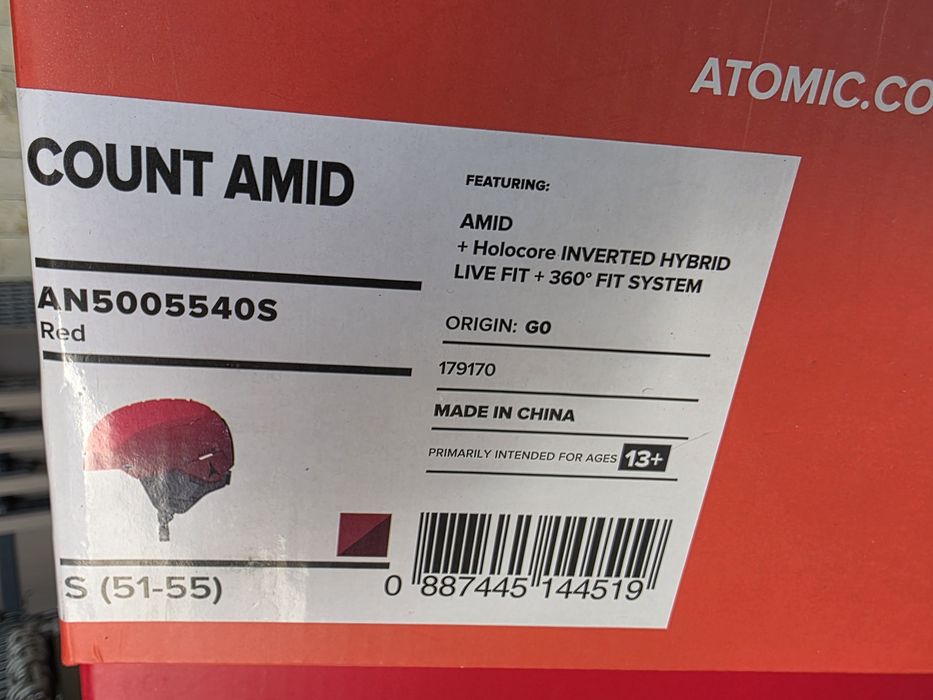 ATOMIC.CO
COUNT AMID
AN5005540S
Red
S (51-55)
FEATURING:
AMID
+ Holocore INVERTED HYBRID
LIVE FIT + 360° FIT SYSTEM
ORIGIN: G0
179170
MADE IN CHINA
PRIMARILY INTENDED FOR AGES 13+
0 887445 144519